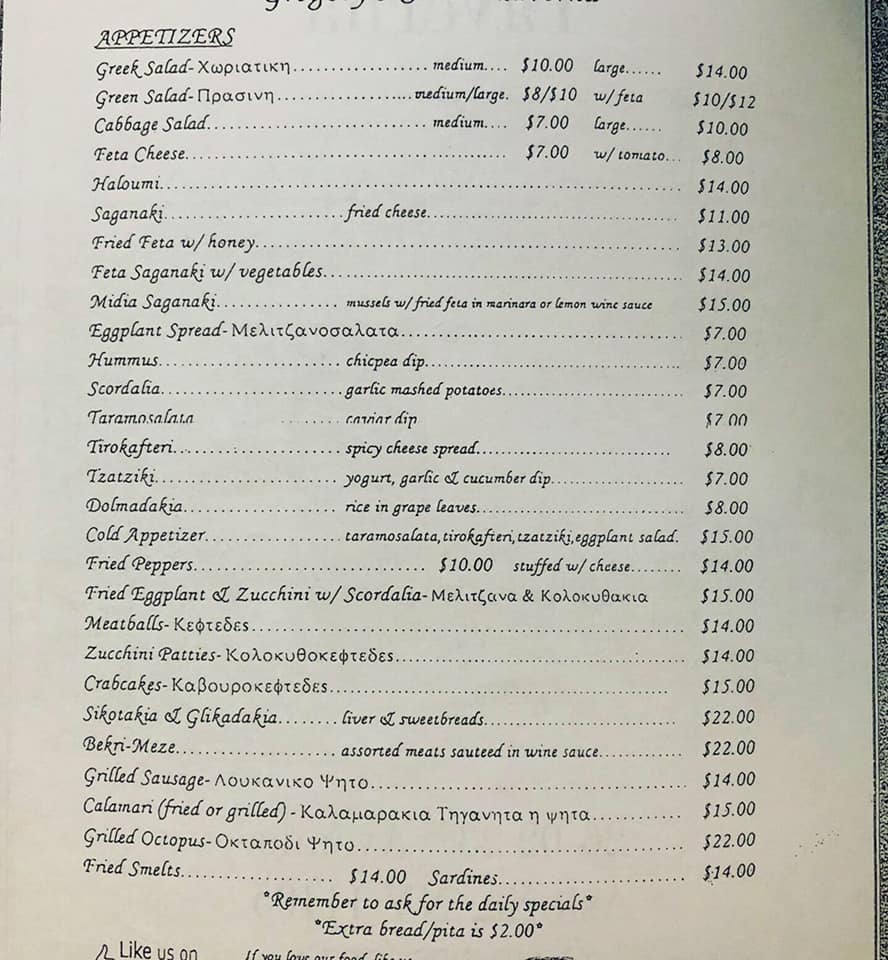 APPETIZERS
Greek Salad- Χωριατικη........................ medium.... $10.00 large...... $14.00
Green Salad- Πρασινη........................ medium/large. $8/$10 w/feta $10/$12
Cabbage Salad........................ medium.... $7.00 large...... $10.00
Feta Cheese........................ $7.00 w/ tomato... $8.00
Haloumi........................ $14.00
Saganaki........................ fried cheese........................ $11.00
Fried Feta w/ honey........................ $13.00
Feta Saganaki w/ vegetables........................ $14.00
Midia Saganaki................ mussels w/fried feta in marinara or lemon wine sauce $15.00
Eggplant Spread- Μελιτζανοσαλατα........................ $7.00
Hummus........................ chicpea dip........................ $7.00
Scordalia........................ garlic mashed potatoes........................ $7.00
Taramosalata ........ caviar dip $7.00
Tirokafteri........................ spicy cheese spread........................ $8.00
Tzatziki........................ yogurt, garlic & cucumber dip................ $7.00
Dolmadakia........................ rice in grape leaves........................ $8.00
Cold Appetizer................ taramosalata,tirokafteri,tzatziki,eggplant salad. $15.00
Fried Peppers........................ $10.00 stuffed w/ cheese........ $14.00
Fried Eggplant & Zucchini w/ Scordalia- Μελιτζανα & Κολοκυθακια $15.00
Meatballs- Κεφτεδες........................ $14.00
Zucchini Patties- Κολοκυθοκεφτεδες........................ $14.00
Crabcakes- Καβουροκεφτεδες........................ $15.00
Sikotakia & Glikadakia........ liver & sweetbreads........................ $22.00
Bekri-Meze................ assorted meats sauteed in wine sauce............ $22.00
Grilled Sausage- Λουκανικο Ψητο........................ $14.00
Calamari (fried or grilled) - Καλαμαρακια Τηγανητα η ψητα............. $15.00
Grilled Octopus- Οκταποδι Ψητο........................ $22.00
Fried Smelts................ $14.00 Sardines........................ $14.00
*Remember to ask for the daily specials*
*Extra bread/pita is $2.00*
Like us on If you love our food, like us